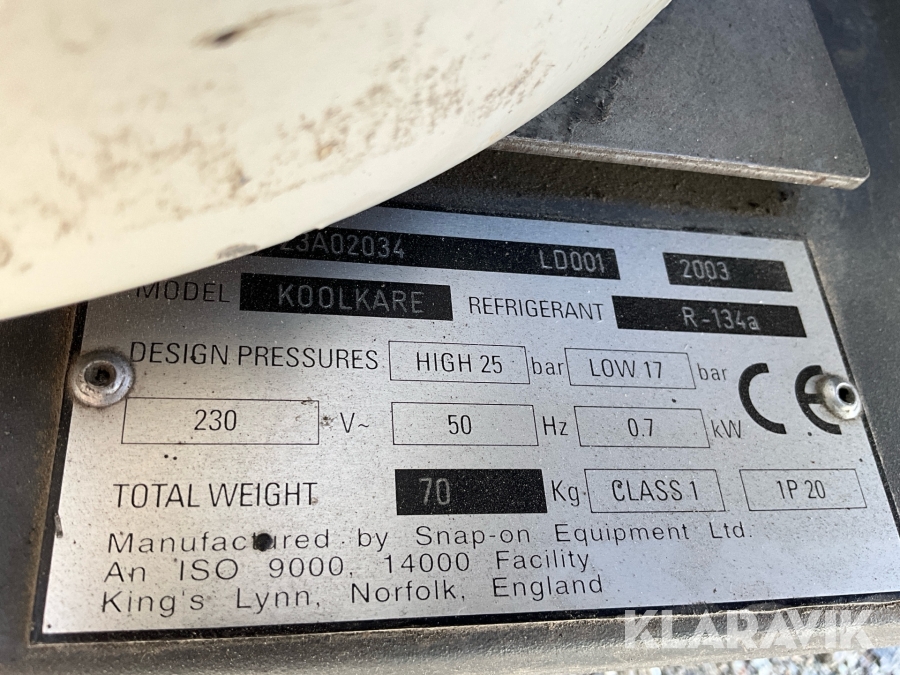 23A02034 LD001 2003
MODEL KOOLKARE REFRIGERANT R-134a
DESIGN PRESSURES HIGH 25 bar LOW 17 bar
230 V~ 50 Hz 0.7 kW CE
TOTAL WEIGHT 70 Kg CLASS 1 1P 20
Manufactured by Snap-on Equipment Ltd.
An ISO 9000, 14000 Facility
King's Lynn, Norfolk, England
KLARAVIK